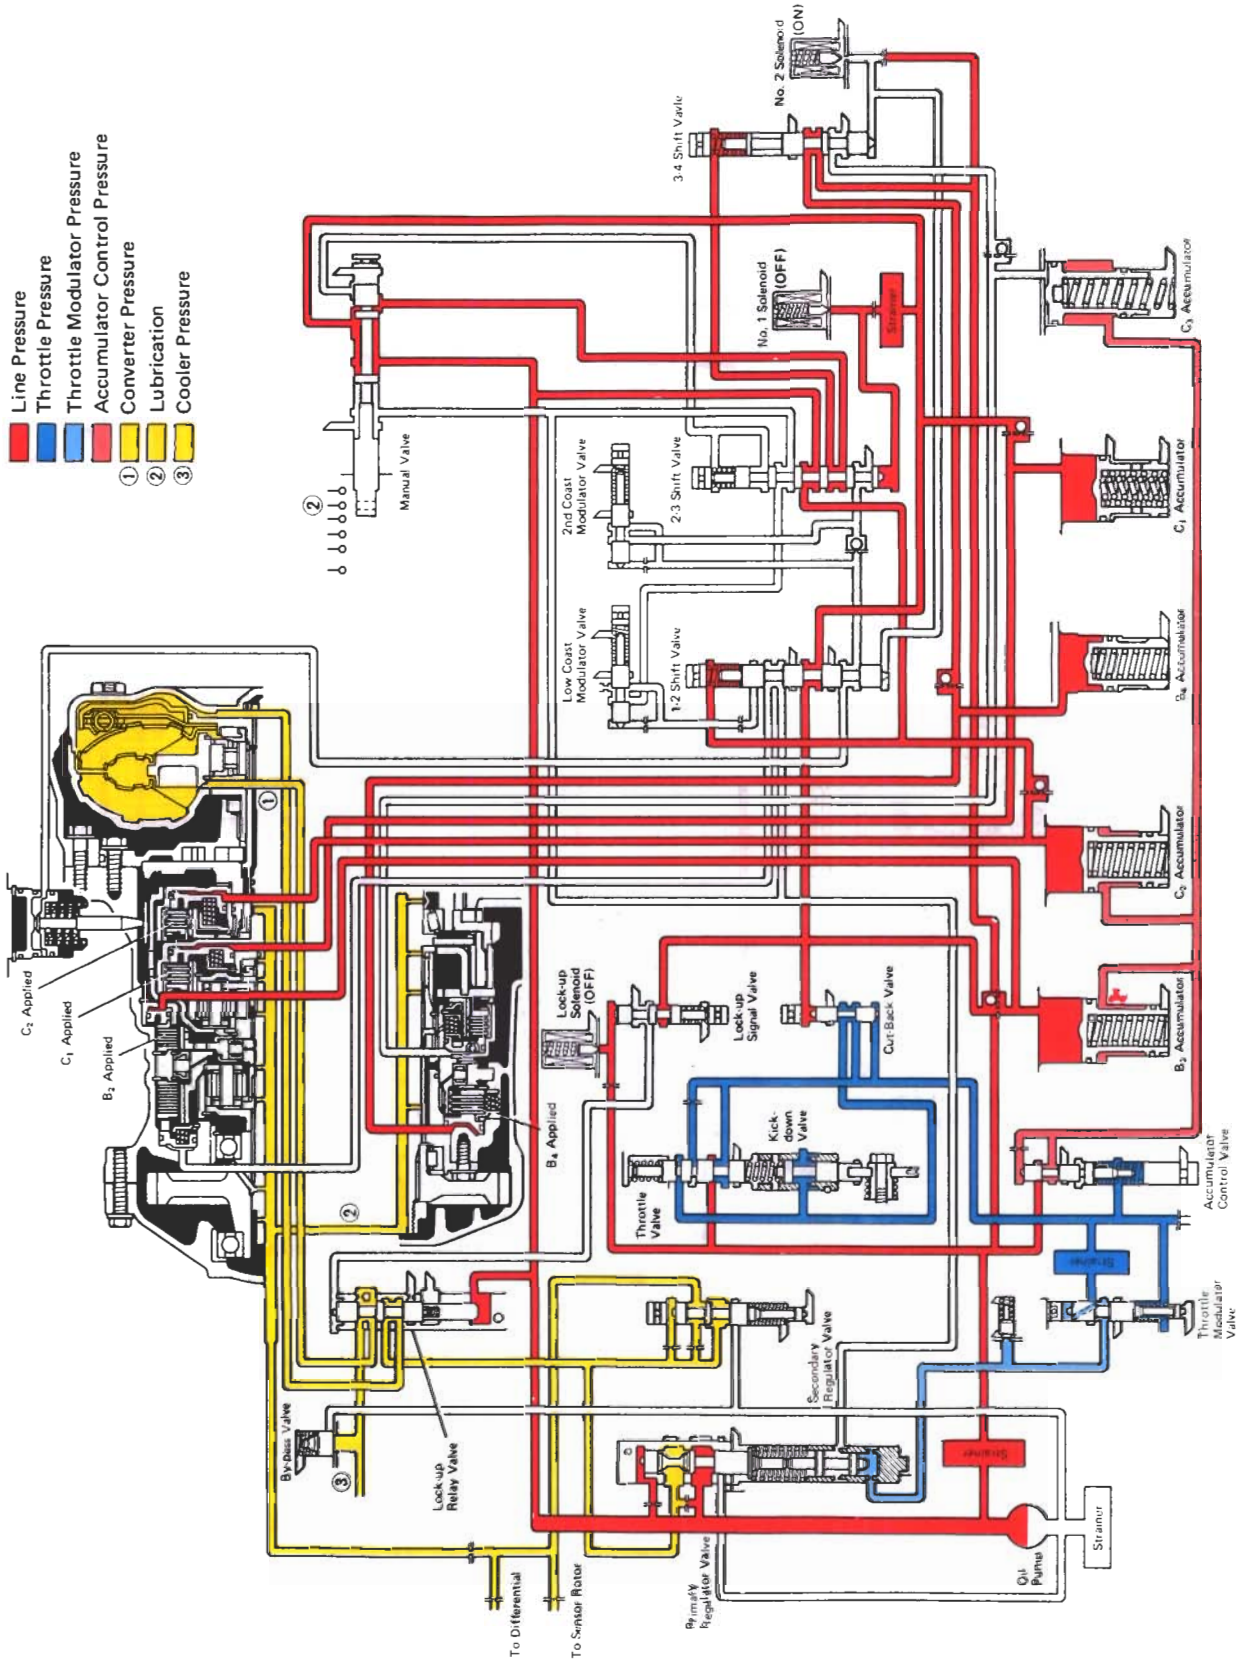 Line Pressure
Throttle Pressure
Throttle Modulator Pressure
Accumulator Control Pressure
① Converter Pressure
② Lubrication
③ Cooler Pressure
C₂ Applied
C₁ Applied
B₂ Applied
①
②
Manual Valve
3-4 Shift Vavle
No. 2 Solenoid
(ON)
No. 1 Solenoid
(OFF)
Strainer
2nd Coast
Modulator Valve
2-3 Shift Valve
Low Coast
Modulator Valve
1-2 Shift Valve
C₃ Accumulator
C₁ Accumulator
B₄ Accumulator
C₂ Accumulator
B₂ Accumulator
B₄ Applied
②
Lock-up
Solenoid
(OFF)
Lock-up
Signal Valve
Cut-Back Valve
Kick-
down
Valve
Throttle
Valve
Accumulator
Control Valve
Strainer
Throttle
Modulator
Valve
Secondary
Regulator Valve
By-pass Valve
③
Lock-up
Relay Valve
Primary
Regulator Valve
Strainer
Oil
Pump
Strainer
To Differential
To Sensor Rotor